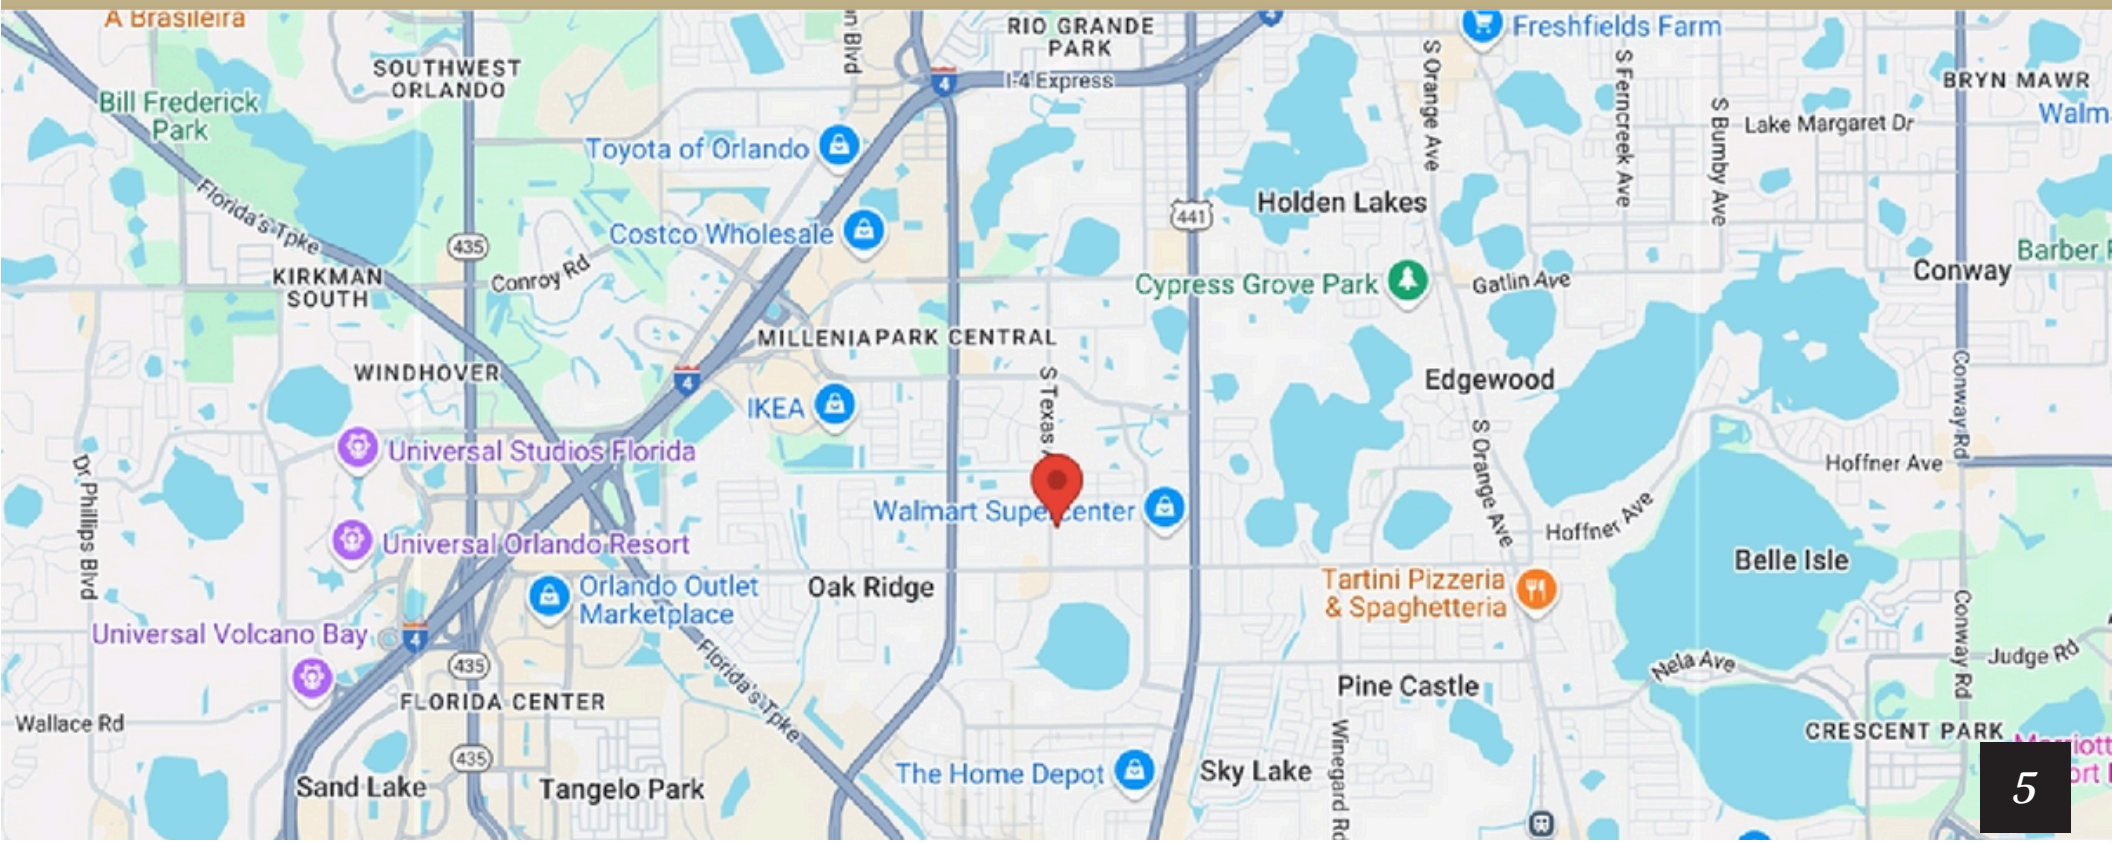 A Brasileira
n Blvd
RIO GRANDE
PARK
4
Freshfields Farm
SOUTHWEST
ORLANDO
4
I-4 Express
S Orange Ave
S Ferncreek Ave
BRYN MAWR
Bill Frederick
Park
S Bumby Ave
Walm
Lake Margaret Dr
Toyota of Orlando
Florida's Tpke
Holden Lakes
441
Costco Wholesale
435
Barber
Conroy Rd
KIRKMAN
SOUTH
Cypress Grove Park
Gatlin Ave
Conway
MILLENIA
PARK CENTRAL
WINDHOVER
4
S Texas A
Edgewood
Conway Rd
IKEA
Universal Studios Florida
S Orange Ave
Hoffner Ave
Dr Phillips Blvd
Walmart Supercenter
Hoffner Ave
Universal Orlando Resort
Belle Isle
Orlando Outlet
Marketplace
Oak Ridge
Tartini Pizzeria
& Spaghetteria
Universal Volcano Bay
4
435
Florida's Tpke
Nela Ave
Conway Rd
Judge Rd
FLORIDA CENTER
Pine Castle
Wallace Rd
Winegard Rd
CRESCENT PARK
435
Sand Lake
Tangelo Park
The Home Depot
Sky Lake
5